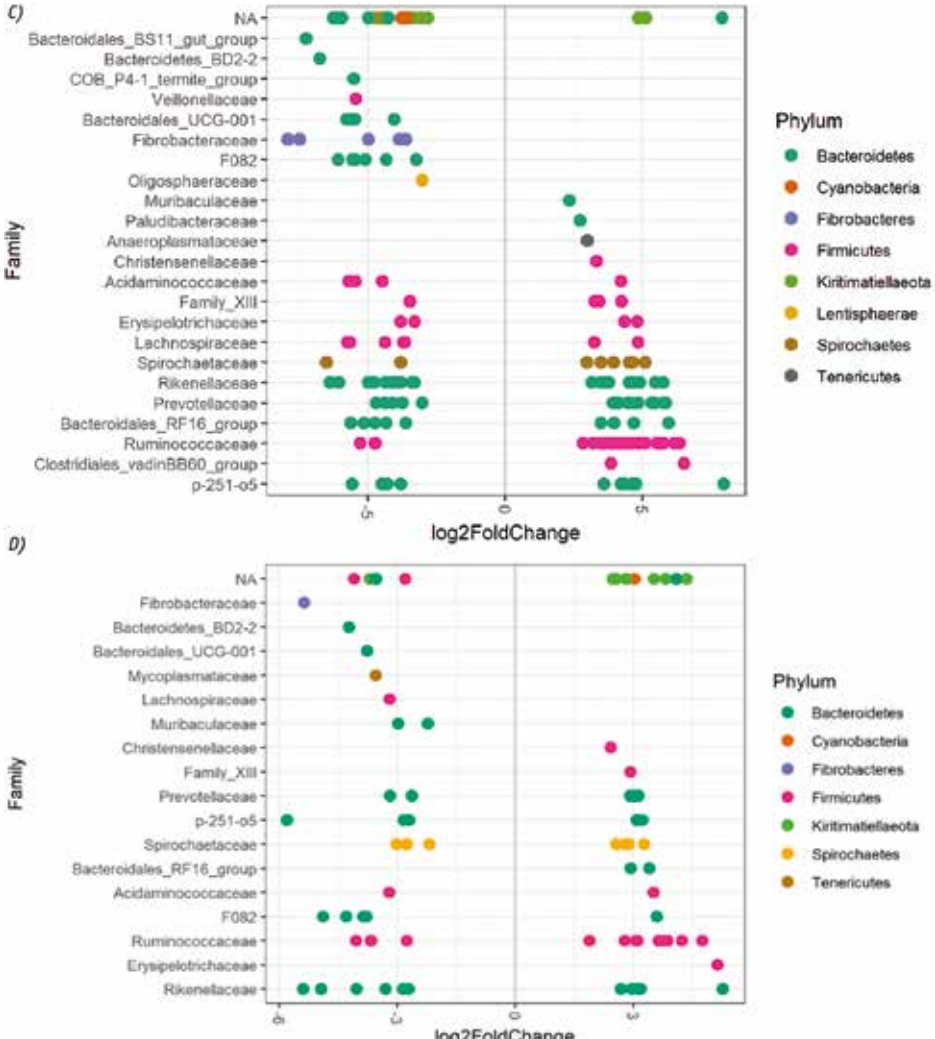 C)
NA
Bacteroidales_BS11_gut_group
Bacteroidetes_BD2-2
COB_P4-1_termite_group
Veillonellaceae
Bacteroidales_UCG-001
Fibrobacteraceae
F082
Oligosphaeraceae
Muribaculaceae
Paludibacteraceae
Anaeroplasmataceae
Christensenellaceae
Acidaminococcaceae
Family_XIII
Erysipelotrichaceae
Lachnospiraceae
Spirochaetaceae
Rikenellaceae
Prevotellaceae
Bacteroidales_RF16_group
Ruminococcaceae
Clostridiales_vadinBB60_group
p-251-o5
Family
-5
0
5
log2FoldChange
Phylum
Bacteroidetes
Cyanobacteria
Fibrobacteres
Firmicutes
Kiritimatiellaeota
Lentisphaerae
Spirochaetes
Tenericutes
D)
NA
Fibrobacteraceae
Bacteroidetes_BD2-2
Bacteroidales_UCG-001
Mycoplasmataceae
Lachnospiraceae
Muribaculaceae
Christensenellaceae
Family_XIII
Prevotellaceae
p-251-o5
Spirochaetaceae
Bacteroidales_RF16_group
Acidaminococcaceae
F082
Ruminococcaceae
Erysipelotrichaceae
Rikenellaceae
Family
-6
-3
0
3
log2FoldChange
Phylum
Bacteroidetes
Cyanobacteria
Fibrobacteres
Firmicutes
Kiritimatiellaeota
Spirochaetes
Tenericutes